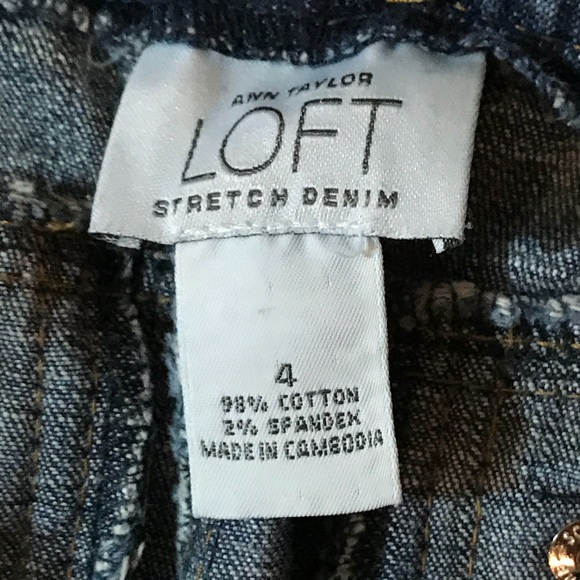 ANN TAYLOR
LOFT
STRETCH DENIM
4
98% COTTON
2% SPANDEX
MADE IN CAMBODIA